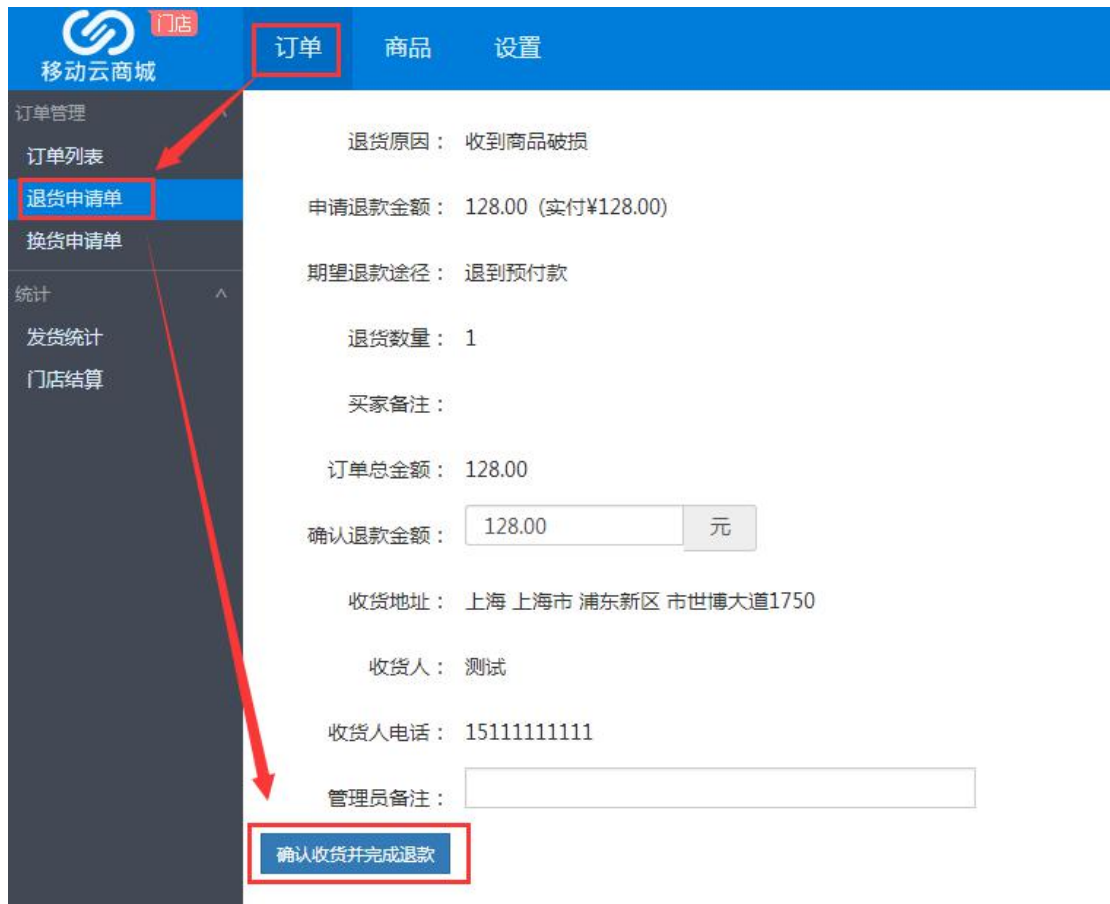 门店
移动云商城
订单 商品 设置
订单管理
订单列表
退货申请单
换货申请单
统计
发货统计
门店结算
退货原因： 收到商品破损
申请退款金额： 128.00 (实付¥128.00)
期望退款途径： 退到预付款
退货数量： 1
买家备注：
订单总金额： 128.00
确认退款金额： 128.00 元
收货地址： 上海 上海市 浦东新区 市世博大道1750
收货人： 测试
收货人电话： 15111111111
管理员备注：
确认收货并完成退款